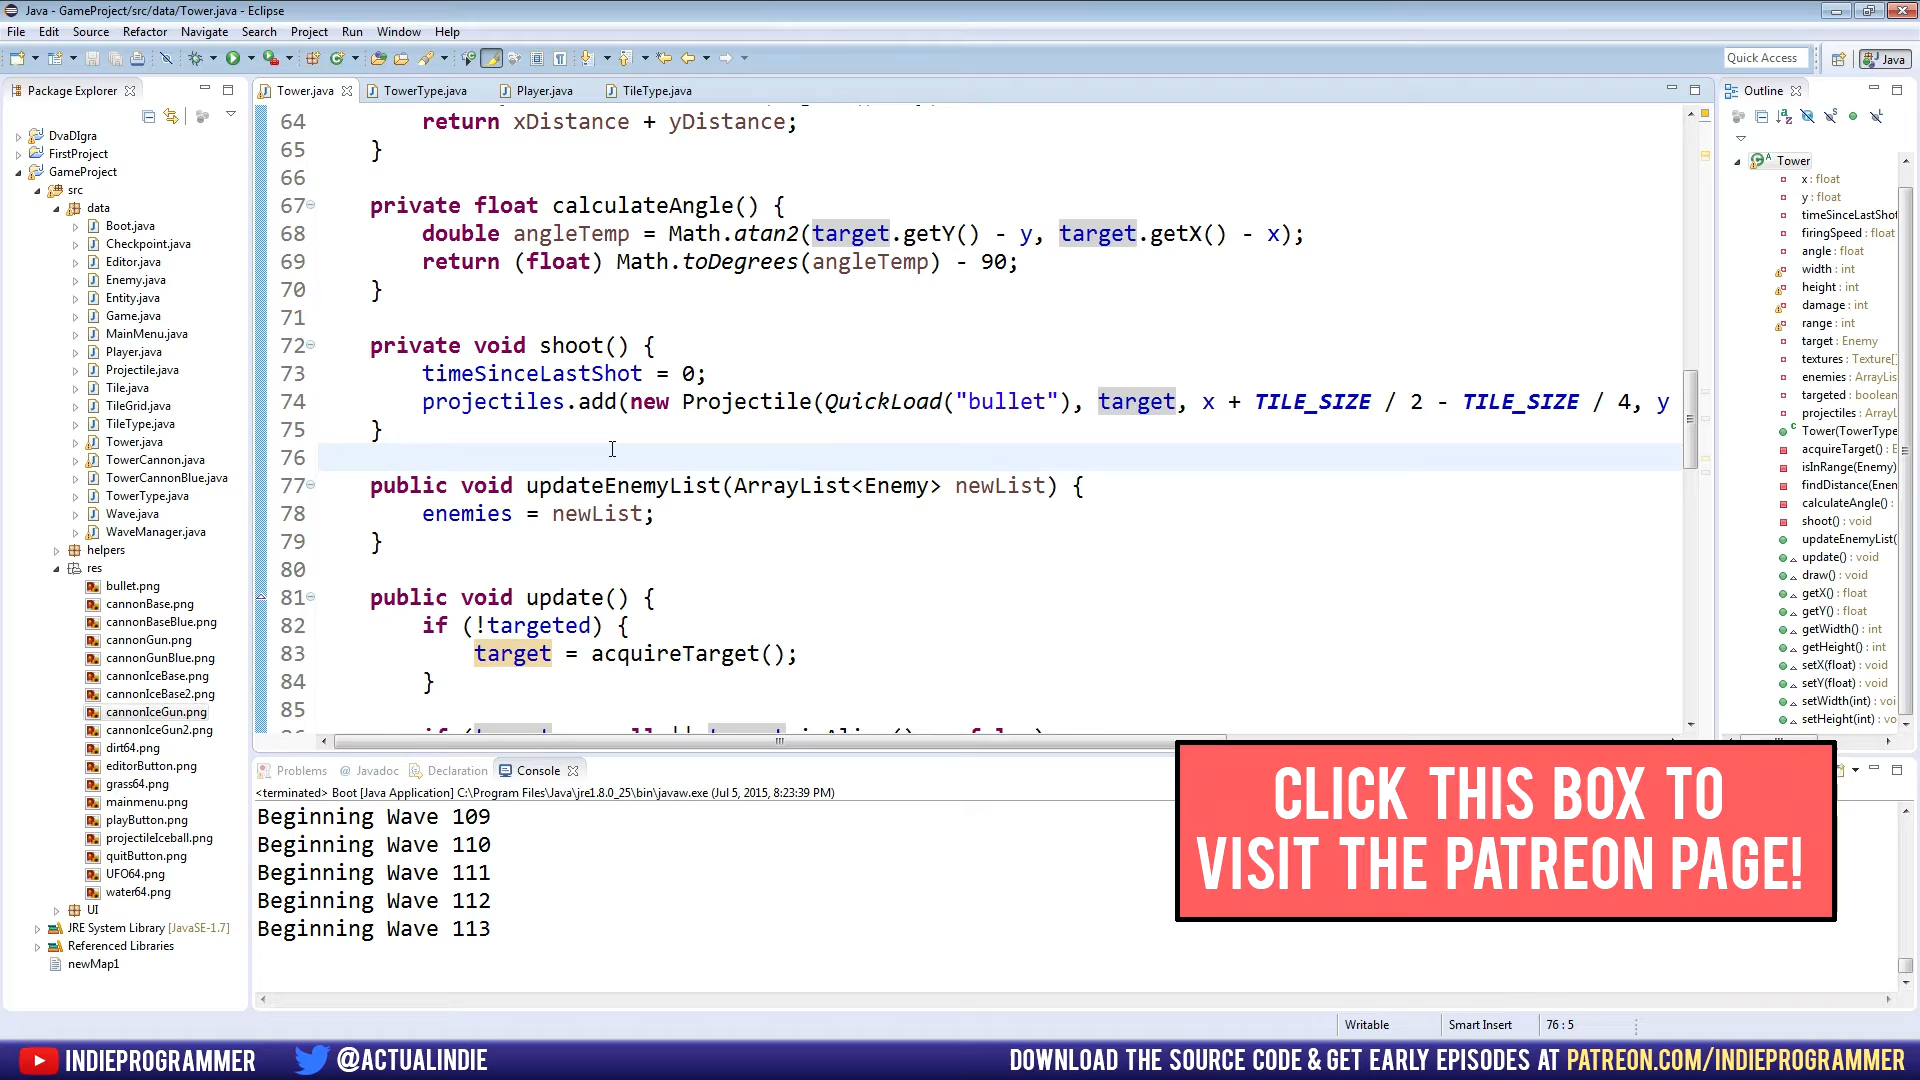 Java - GameProject/src/data/Tower.java - Eclipse
File Edit Source Refactor Navigate Search Project Run Window Help
Quick Access
Java
Package Explorer
DvaDIgra
FirstProject
GameProject
src
data
Boot.java
Checkpoint.java
Editor.java
Enemy.java
Entity.java
Game.java
MainMenu.java
Player.java
Projectile.java
Tile.java
TileGrid.java
TileType.java
Tower.java
TowerCannon.java
TowerCannonBlue.java
TowerType.java
Wave.java
WaveManager.java
helpers
res
bullet.png
cannonBase.png
cannonBaseBlue.png
cannonGun.png
cannonGunBlue.png
cannonIceBase.png
cannonIceBase2.png
cannonIceGun.png
cannonIceGun2.png
dirt64.png
editorButton.png
grass64.png
mainmenu.png
playButton.png
projectileIceball.png
quitButton.png
UFO64.png
water64.png
UI
JRE System Library [JavaSE-1.7]
Referenced Libraries
newMap1
Tower.java TowerType.java Player.java TileType.java
64 return xDistance + yDistance;
65 }
66
67 private float calculateAngle() {
68 double angleTemp = Math.atan2(target.getY() - y, target.getX() - x);
69 return (float) Math.toDegrees(angleTemp) - 90;
70 }
71
72 private void shoot() {
73 timeSinceLastShot = 0;
74 projectiles.add(new Projectile(QuickLoad("bullet"), target, x + TILE_SIZE / 2 - TILE_SIZE / 4, y
75 }
76
77 public void updateEnemyList(ArrayList<Enemy> newList) {
78 enemies = newList;
79 }
80
81 public void update() {
82 if (!targeted) {
83 target = acquireTarget();
84 }
85
Outline
Tower
x : float
y : float
timeSinceLastShot
firingSpeed : float
angle : float
width : int
height : int
damage : int
range : int
target : Enemy
textures : Texture[]
enemies : ArrayLis
targeted : boolean
projectiles : ArrayL
Tower(TowerType
acquireTarget() : E
isInRange(Enemy)
findDistance(Enen
calculateAngle() :
shoot() : void
updateEnemyList(
update() : void
draw() : void
getX() : float
getY() : float
getWidth() : int
getHeight() : int
setX(float) : void
setY(float) : void
setWidth(int) : voi
setHeight(int) : vo
Problems Javadoc Declaration Console
<terminated> Boot [Java Application] C:\Program Files\Java\jre1.8.0_25\bin\javaw.exe (Jul 5, 2015, 8:23:39 PM)
Beginning Wave 109
Beginning Wave 110
Beginning Wave 111
Beginning Wave 112
Beginning Wave 113
CLICK THIS BOX TO
VISIT THE PATREON PAGE!
Writable Smart Insert 76 : 5
INDIEPROGRAMMER @ACTUALINDIE DOWNLOAD THE SOURCE CODE & GET EARLY EPISODES AT PATREON.COM/INDIEPROGRAMMER